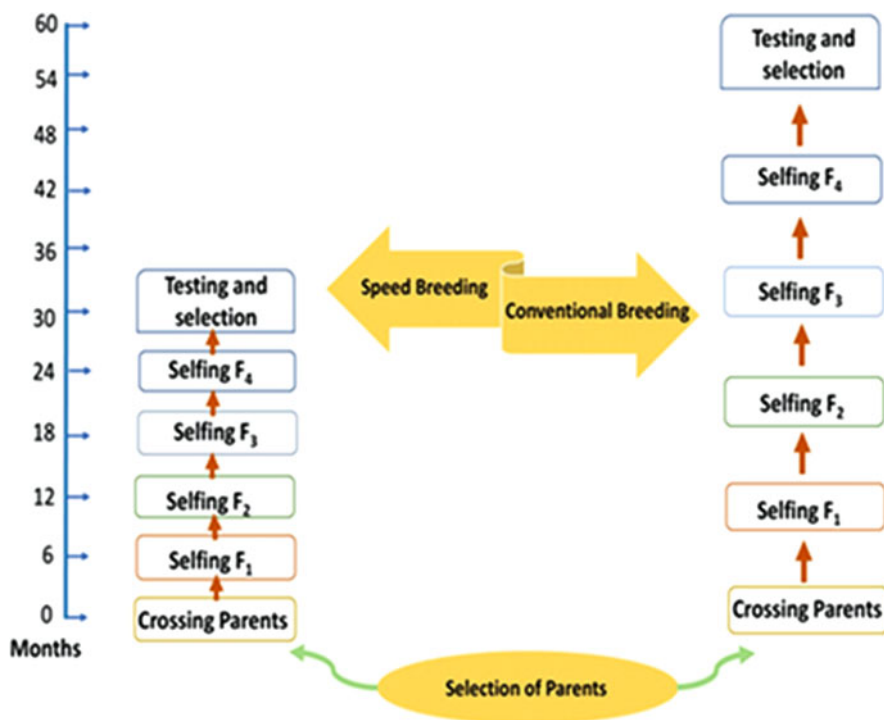 60
54
48
42
36
30
24
18
12
6
0
Months
Testing and
selection
Selfing F₄
Selfing F₃
Selfing F₂
Selfing F₁
Crossing Parents
Speed Breeding
Conventional Breeding
Testing and
selection
Selfing F₄
Selfing F₃
Selfing F₂
Selfing F₁
Crossing Parents
Selection of Parents